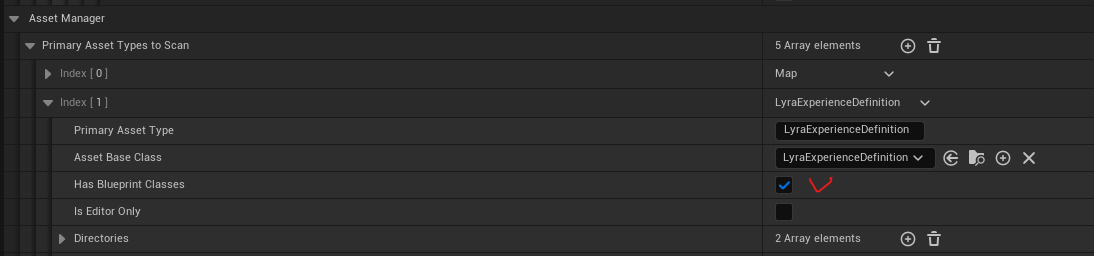 Asset Manager
Primary Asset Types to Scan 5 Array elements
Index [ 0 ] Map
Index [ 1 ] LyraExperienceDefinition
Primary Asset Type LyraExperienceDefinition
Asset Base Class LyraExperienceDefinition
Has Blueprint Classes
Is Editor Only
Directories 2 Array elements